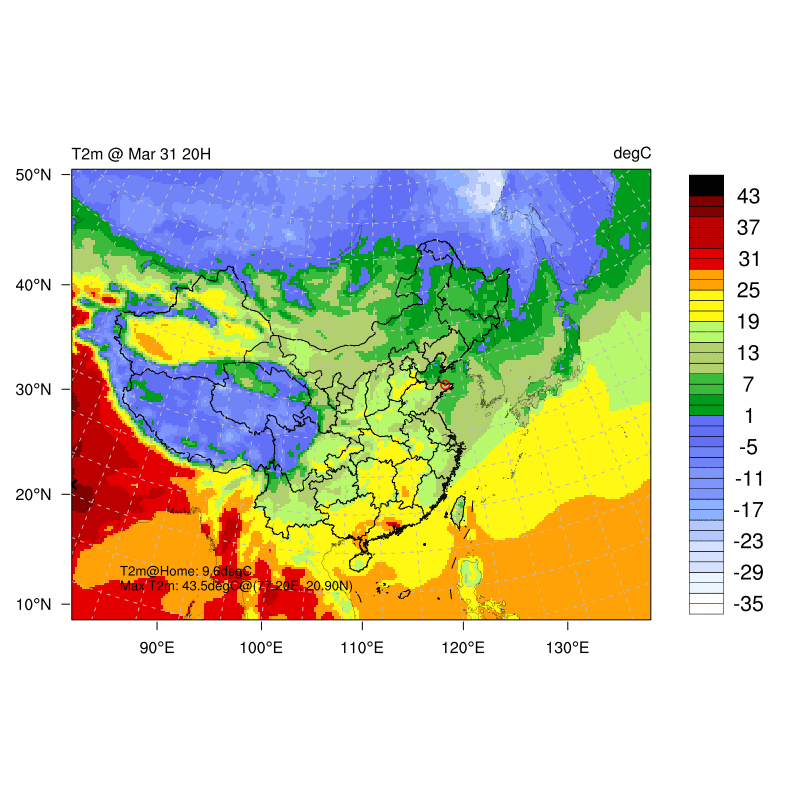 T2m @ Mar 31 20H
degC
50°N
40°N
30°N
20°N
10°N
90°E
100°E
110°E
120°E
130°E
43
37
31
25
19
13
7
1
-5
-11
-17
-23
-29
-35
T2m@Home: 9.6degC
Max T2m: 43.5degC@(77.20E, 20.90N)